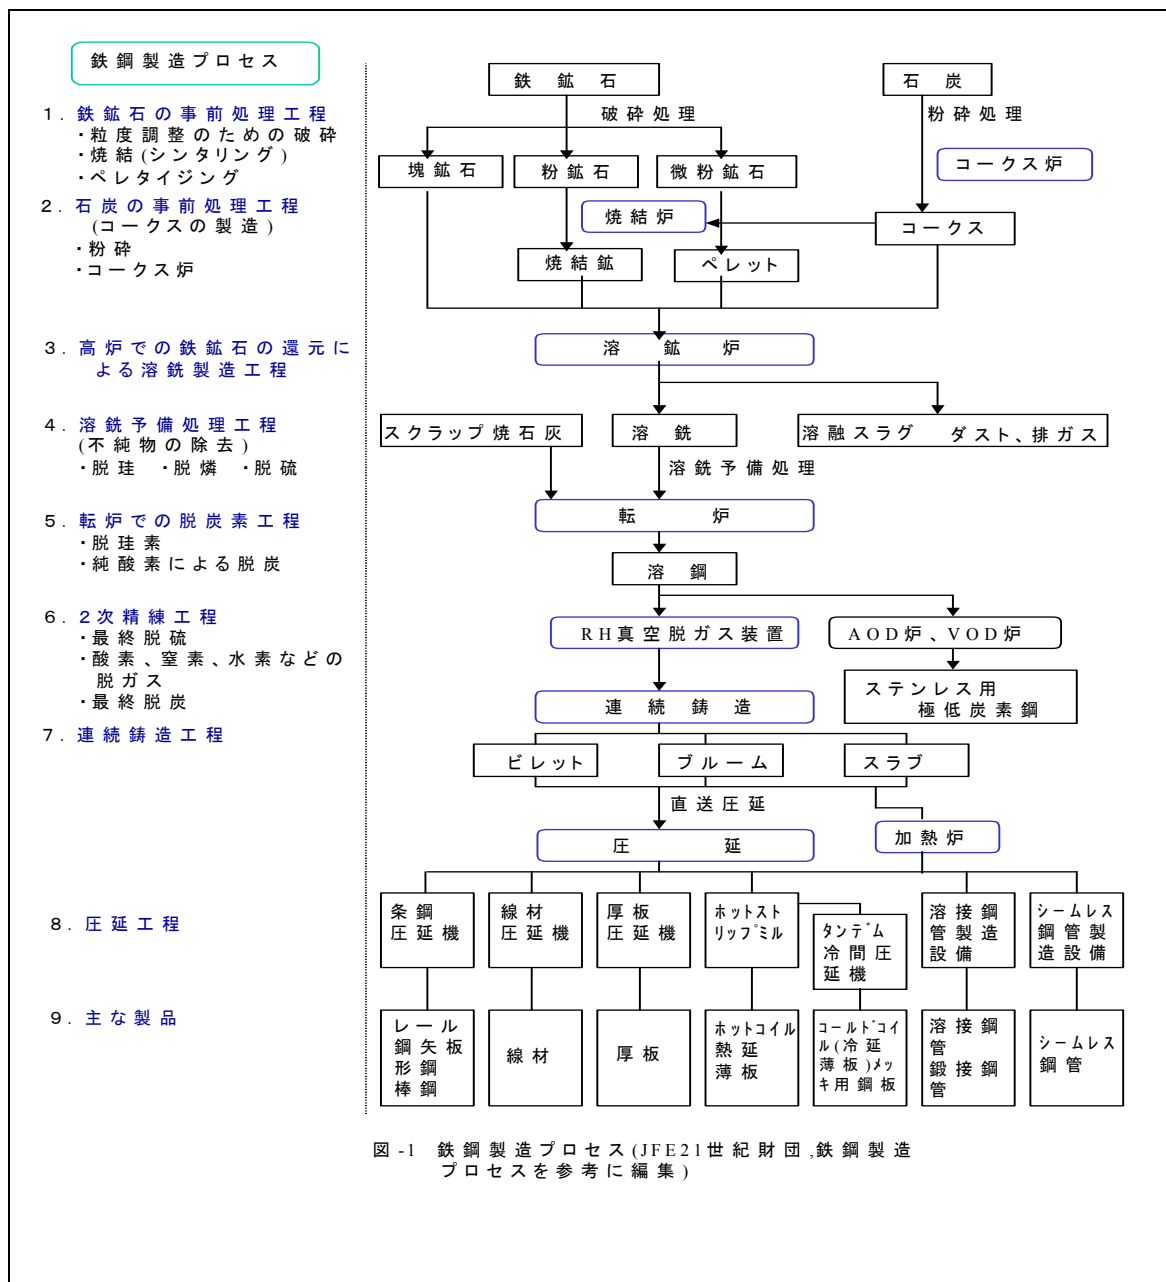 鉄鋼製造プロセス
1. 鉄鉱石の事前処理工程
・粒度調整のための破砕
・焼結(シンタリング)
・ペレタイジング
2. 石炭の事前処理工程
(コークスの製造)
・粉砕
・コークス炉
3. 高炉での鉄鉱石の還元に
よる溶銑製造工程
4. 溶銑予備処理工程
(不純物の除去)
・脱珪 ・脱燐 ・脱硫
5. 転炉での脱炭素工程
・脱珪素
・純酸素による脱炭
6. 2次精練工程
・最終脱硫
・酸素、窒素、水素などの
脱ガス
・最終脱炭
7. 連続鋳造工程
8. 圧延工程
9. 主な製品
鉄鉱石
石炭
破砕処理
粉砕処理
塊鉱石
粉鉱石
微粉鉱石
コークス炉
焼結炉
コークス
焼結鉱
ペレット
溶鉱炉
スクラップ焼石灰
溶銑
溶融スラグ ダスト、排ガス
溶銑予備処理
転炉
溶鋼
RH真空脱ガス装置
AOD炉、VOD炉
ステンレス用
極低炭素鋼
連続鋳造
ビレット
ブルーム
スラブ
直送圧延
圧延
加熱炉
条鋼
圧延機
線材
圧延機
厚板
圧延機
ホットスト
リップミル
タンデム
冷間圧
延機
溶接鋼
管製造
設備
シームレス
鋼管製
造設備
レール
鋼矢板
形鋼
棒鋼
線材
厚板
ホットコイル
熱延
薄板
コールドコイ
ル(冷延
薄板)メッ
キ用鋼板
溶接鋼
管
鍛接鋼
管
シームレス
鋼管
図-1 鉄鋼製造プロセス(JFE21世紀財団,鉄鋼製造
プロセスを参考に編集)